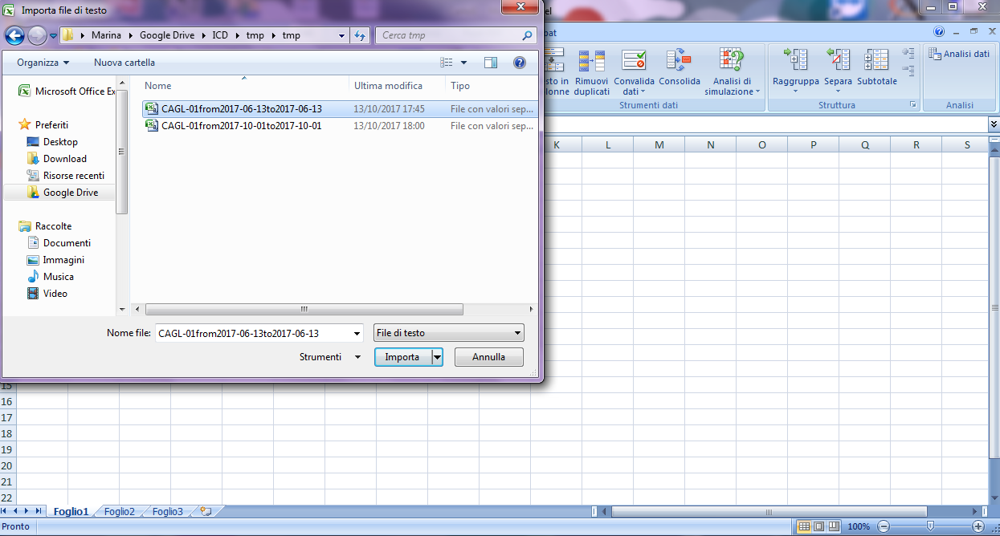 Importa file di testo
el
Marina Google Drive ICD tmp tmp
Cerca tmp
Organizza
Nuova cartella
Microsoft Office Ex
Preferiti
Desktop
Download
Risorse recenti
Google Drive
Raccolte
Documenti
Immagini
Musica
Video
Nome Ultima modifica Tipo
CAGL-01from2017-06-13to2017-06-13 13/10/2017 17:45 File con valori sep...
CAGL-01from2017-10-01to2017-10-01 13/10/2017 18:00 File con valori sep...
Nome file: CAGL-01from2017-06-13to2017-06-13 File di testo
Strumenti Importa Annulla
bat
sto in
lonne
Rimuovi
duplicati
Convalida
dati
Consolida
Analisi di
simulazione
Strumenti dati
Raggruppa
Separa
Subtotale
Struttura
Analisi dati
Analisi
K L M N O P Q R S
15
16
17
18
19
20
21
22
Foglio1 Foglio2 Foglio3
Pronto
100%